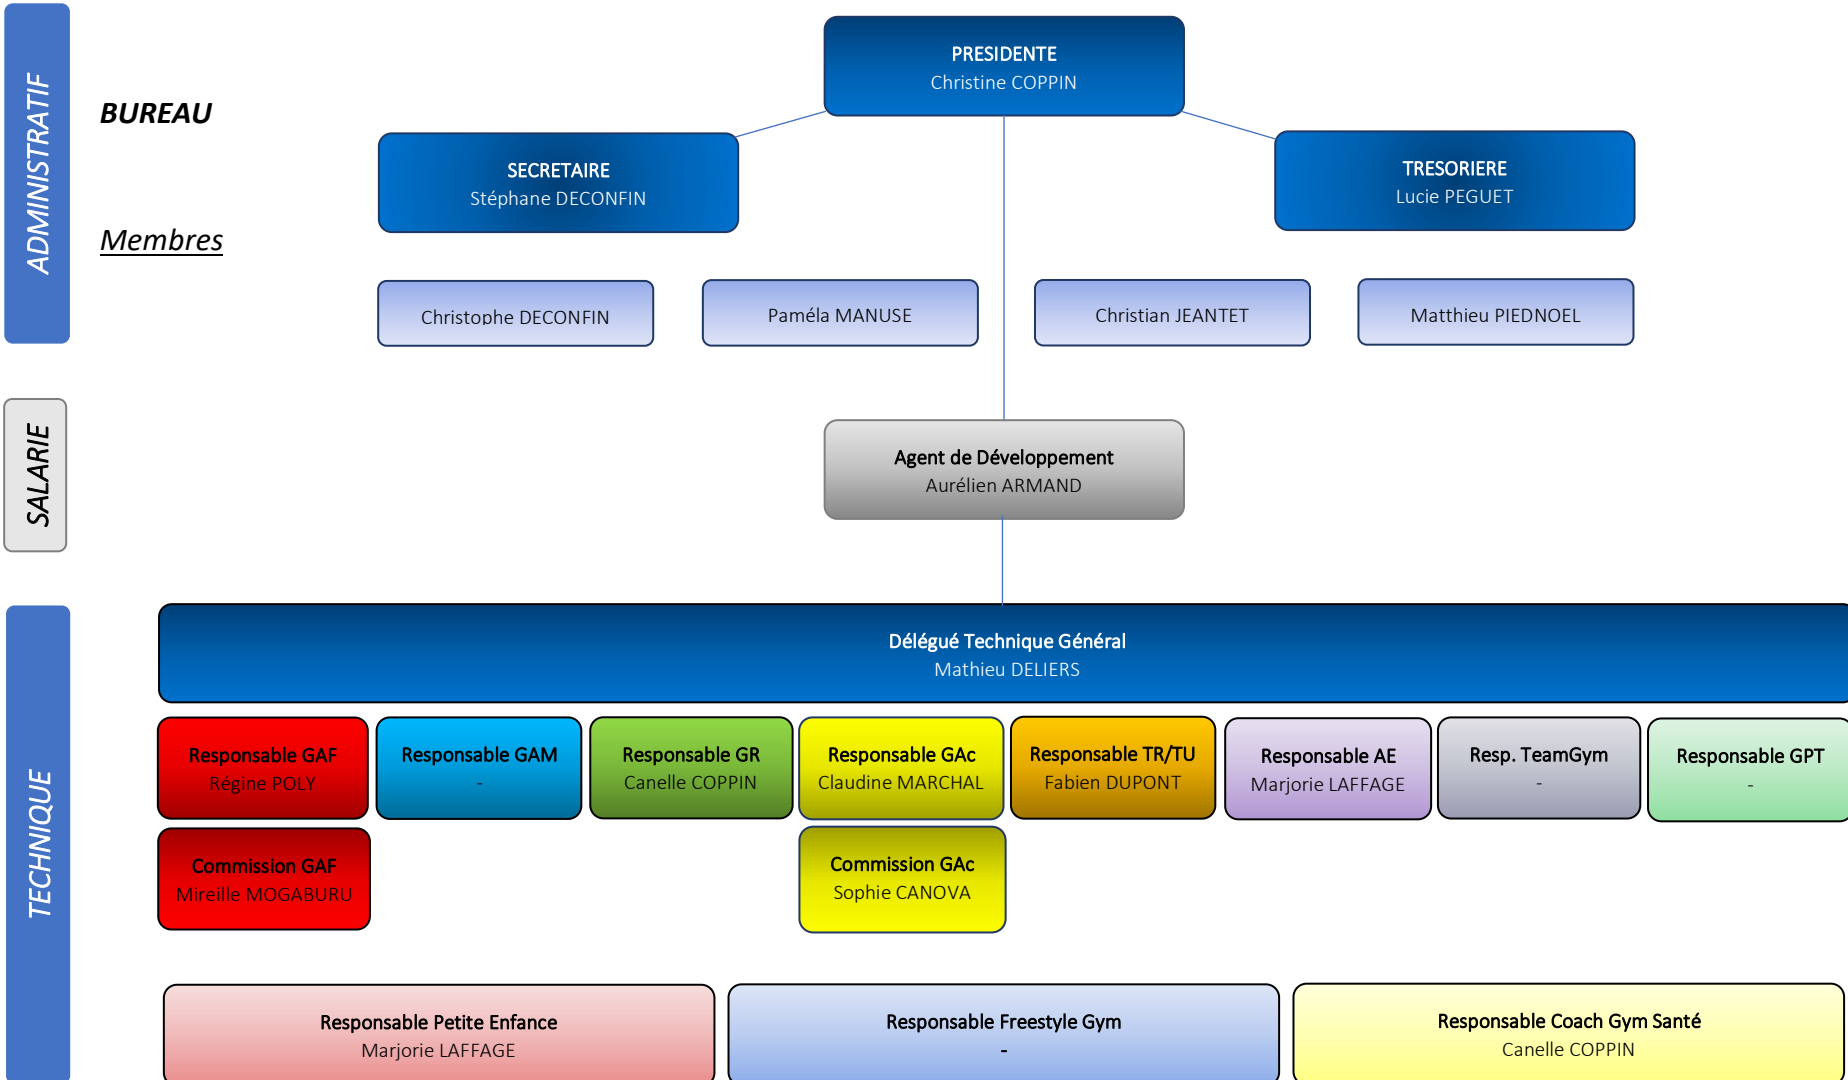 ADMINISTRATIF
BUREAU
PRESIDENTE
Christine COPPIN
SECRETAIRE
Stéphane DECONFIN
TRESORIERE
Lucie PEGUET
Membres
Christophe DECONFIN
Paméla MANUSE
Christian JEANTET
Matthieu PIEDNOEL
SALARIE
Agent de Développement
Aurélien ARMAND
TECHNIQUE
Délégué Technique Général
Mathieu DELIERS
Responsable GAF
Régine POLY
Responsable GAM
-
Responsable GR
Canelle COPPIN
Responsable GAc
Claudine MARCHAL
Responsable TR/TU
Fabien DUPONT
Responsable AE
Marjorie LAFFAGE
Resp. TeamGym
-
Responsable GPT
-
Commission GAF
Mireille MOGABURU
Commission GAc
Sophie CANOVA
Responsable Petite Enfance
Marjorie LAFFAGE
Responsable Freestyle Gym
-
Responsable Coach Gym Santé
Canelle COPPIN